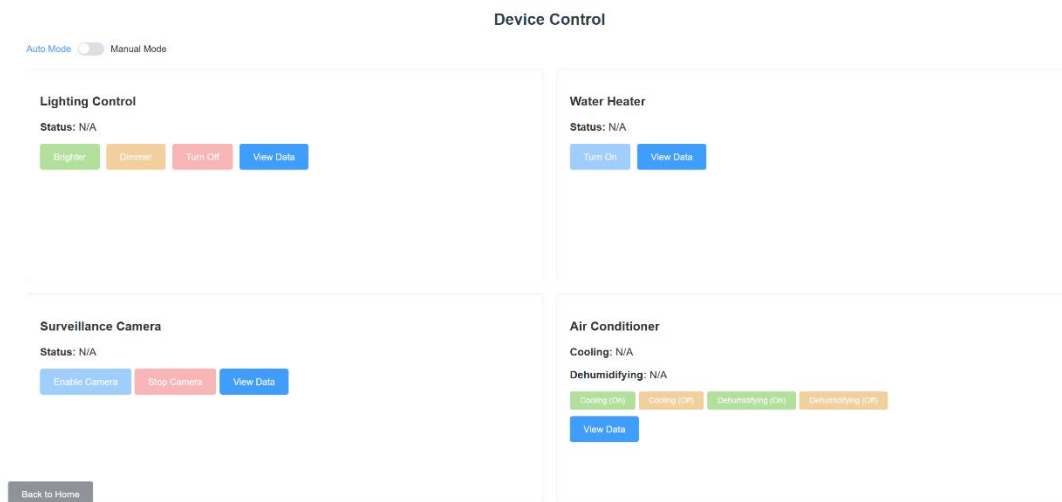 Device Control
Auto Mode Manual Mode
Lighting Control
Status: N/A
Brighter Dimmer Turn Off View Data
Water Heater
Status: N/A
Turn On View Data
Surveillance Camera
Status: N/A
Enable Camera Stop Camera View Data
Air Conditioner
Cooling: N/A
Dehumidifying: N/A
Cooling (On) Cooling (Off) Dehumidifying (On) Dehumidifying (Off)
View Data
Back to Home